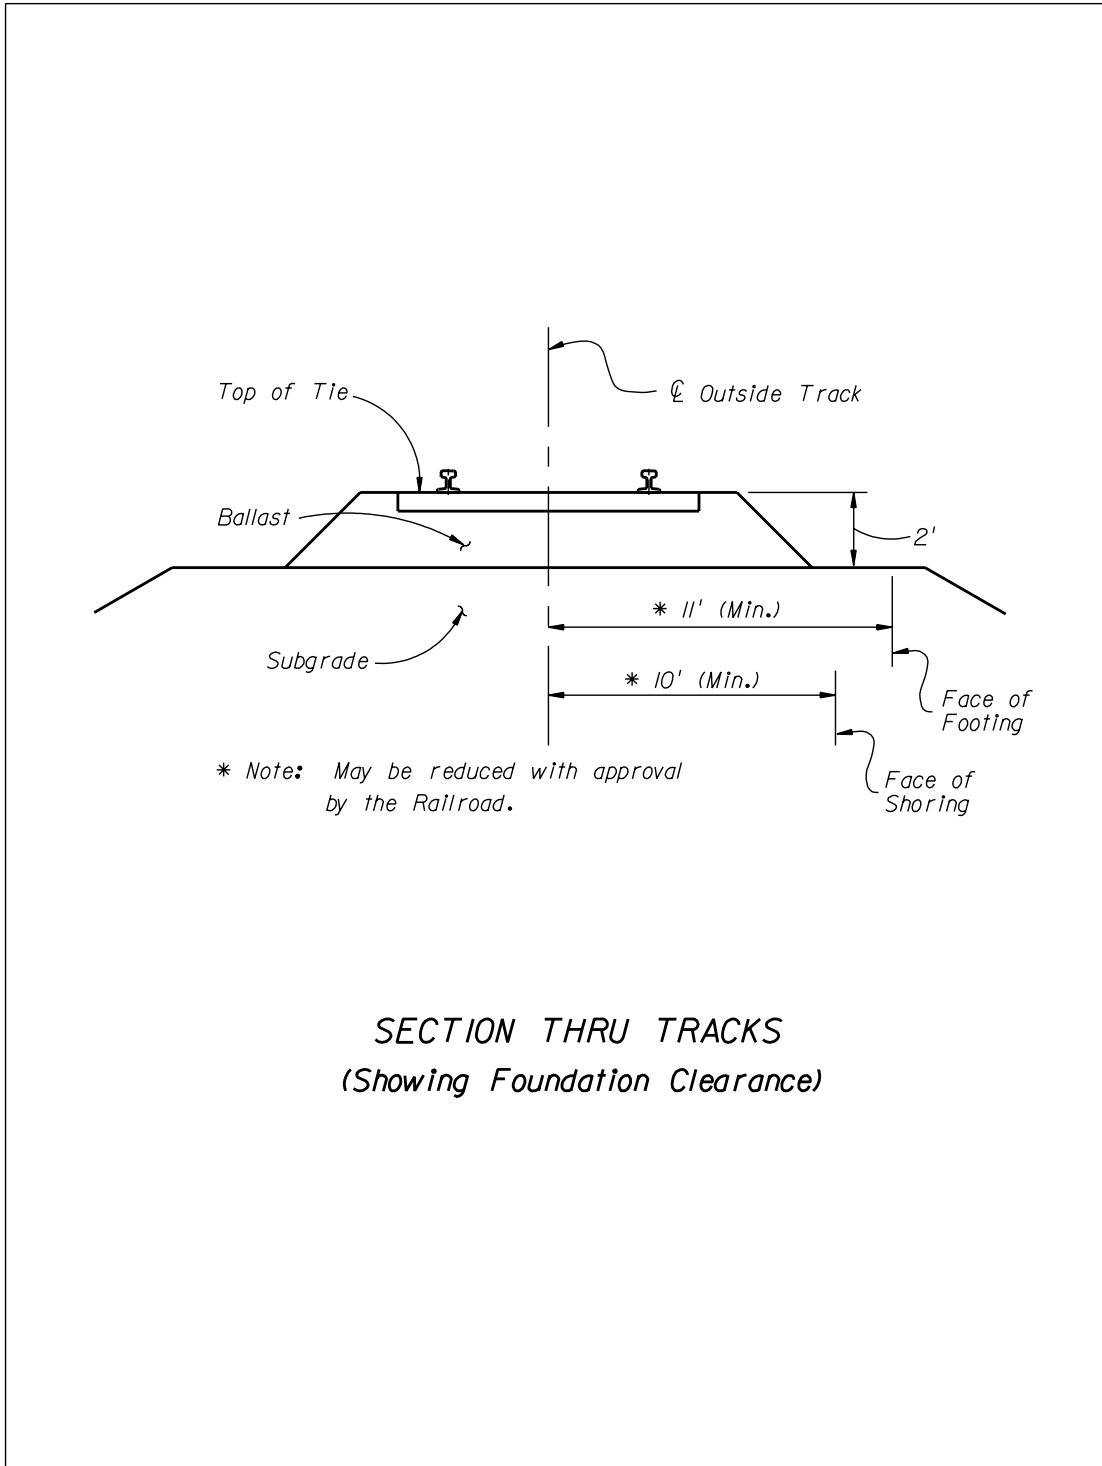 Top of Tie
℄ Outside Track
Ballast
2'
* 11' (Min.)
Subgrade
* 10' (Min.)
Face of
Footing
* Note: May be reduced with approval
by the Railroad.
Face of
Shoring
SECTION THRU TRACKS
(Showing Foundation Clearance)